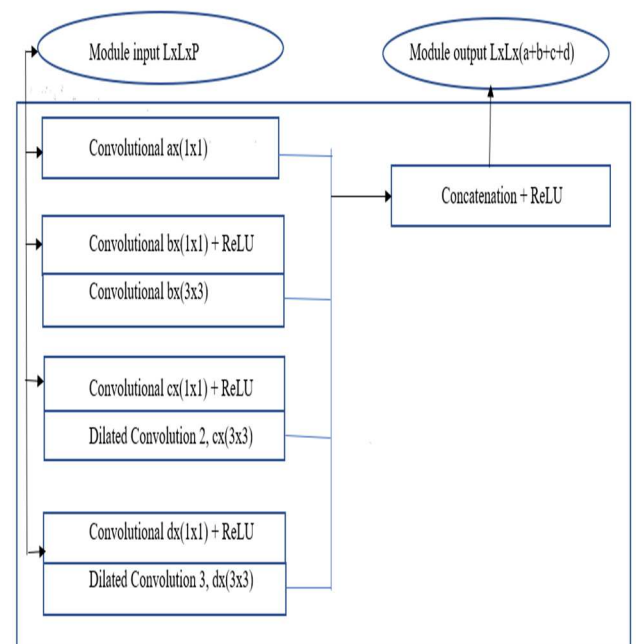 Module input LxLxP
Module output LxLx(a+b+c+d)
Convolutional ax(1x1)
Concatenation + ReLU
Convolutional bx(1x1) + ReLU
Convolutional bx(3x3)
Convolutional cx(1x1) + ReLU
Dilated Convolution 2, cx(3x3)
Convolutional dx(1x1) + ReLU
Dilated Convolution 3, dx(3x3)